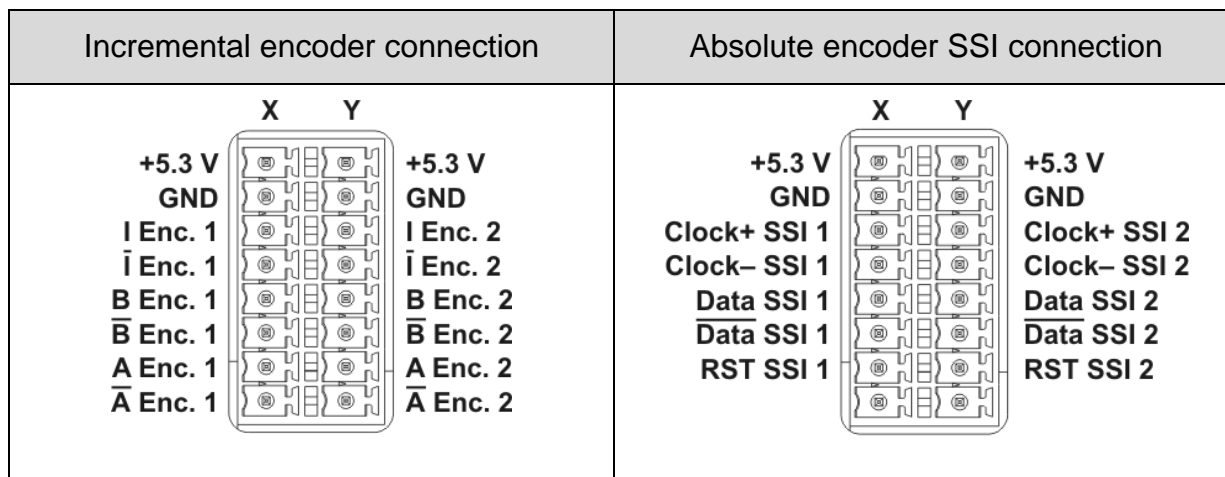 Incremental encoder connection
Absolute encoder SSI connection
X Y
+5.3 V +5.3 V
GND GND
I Enc. 1 I Enc. 2
Ī Enc. 1 Ī Enc. 2
B Enc. 1 B Enc. 2
B̅ Enc. 1 B̅ Enc. 2
A Enc. 1 A Enc. 2
A̅ Enc. 1 A̅ Enc. 2
X Y
+5.3 V +5.3 V
GND GND
Clock+ SSI 1 Clock+ SSI 2
Clock– SSI 1 Clock– SSI 2
Data SSI 1 Data SSI 2
D̅a̅t̅a̅ SSI 1 D̅a̅t̅a̅ SSI 2
RST SSI 1 RST SSI 2